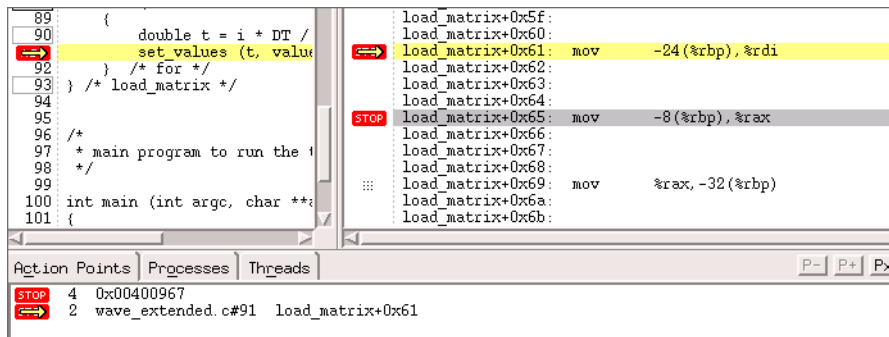 89 {
90 double t = i * DT /
set_values (t, value
92 } /* for */
93 } /* load_matrix */
94
95
96 /*
97 * main program to run the
98 */
99
100 int main (int argc, char **
101 {
load_matrix+0x5f:
load_matrix+0x60:
load_matrix+0x61: mov -24(%rbp),%rdi
load_matrix+0x62:
load_matrix+0x63:
load_matrix+0x64:
STOP load_matrix+0x65: mov -8(%rbp),%rax
load_matrix+0x66:
load_matrix+0x67:
load_matrix+0x68:
load_matrix+0x69: mov %rax,-32(%rbp)
load_matrix+0x6a:
load_matrix+0x6b:
Action Points Processes Threads P- P+ Px
STOP 4 0x00400967
2 wave_extended.c#91 load_matrix+0x61